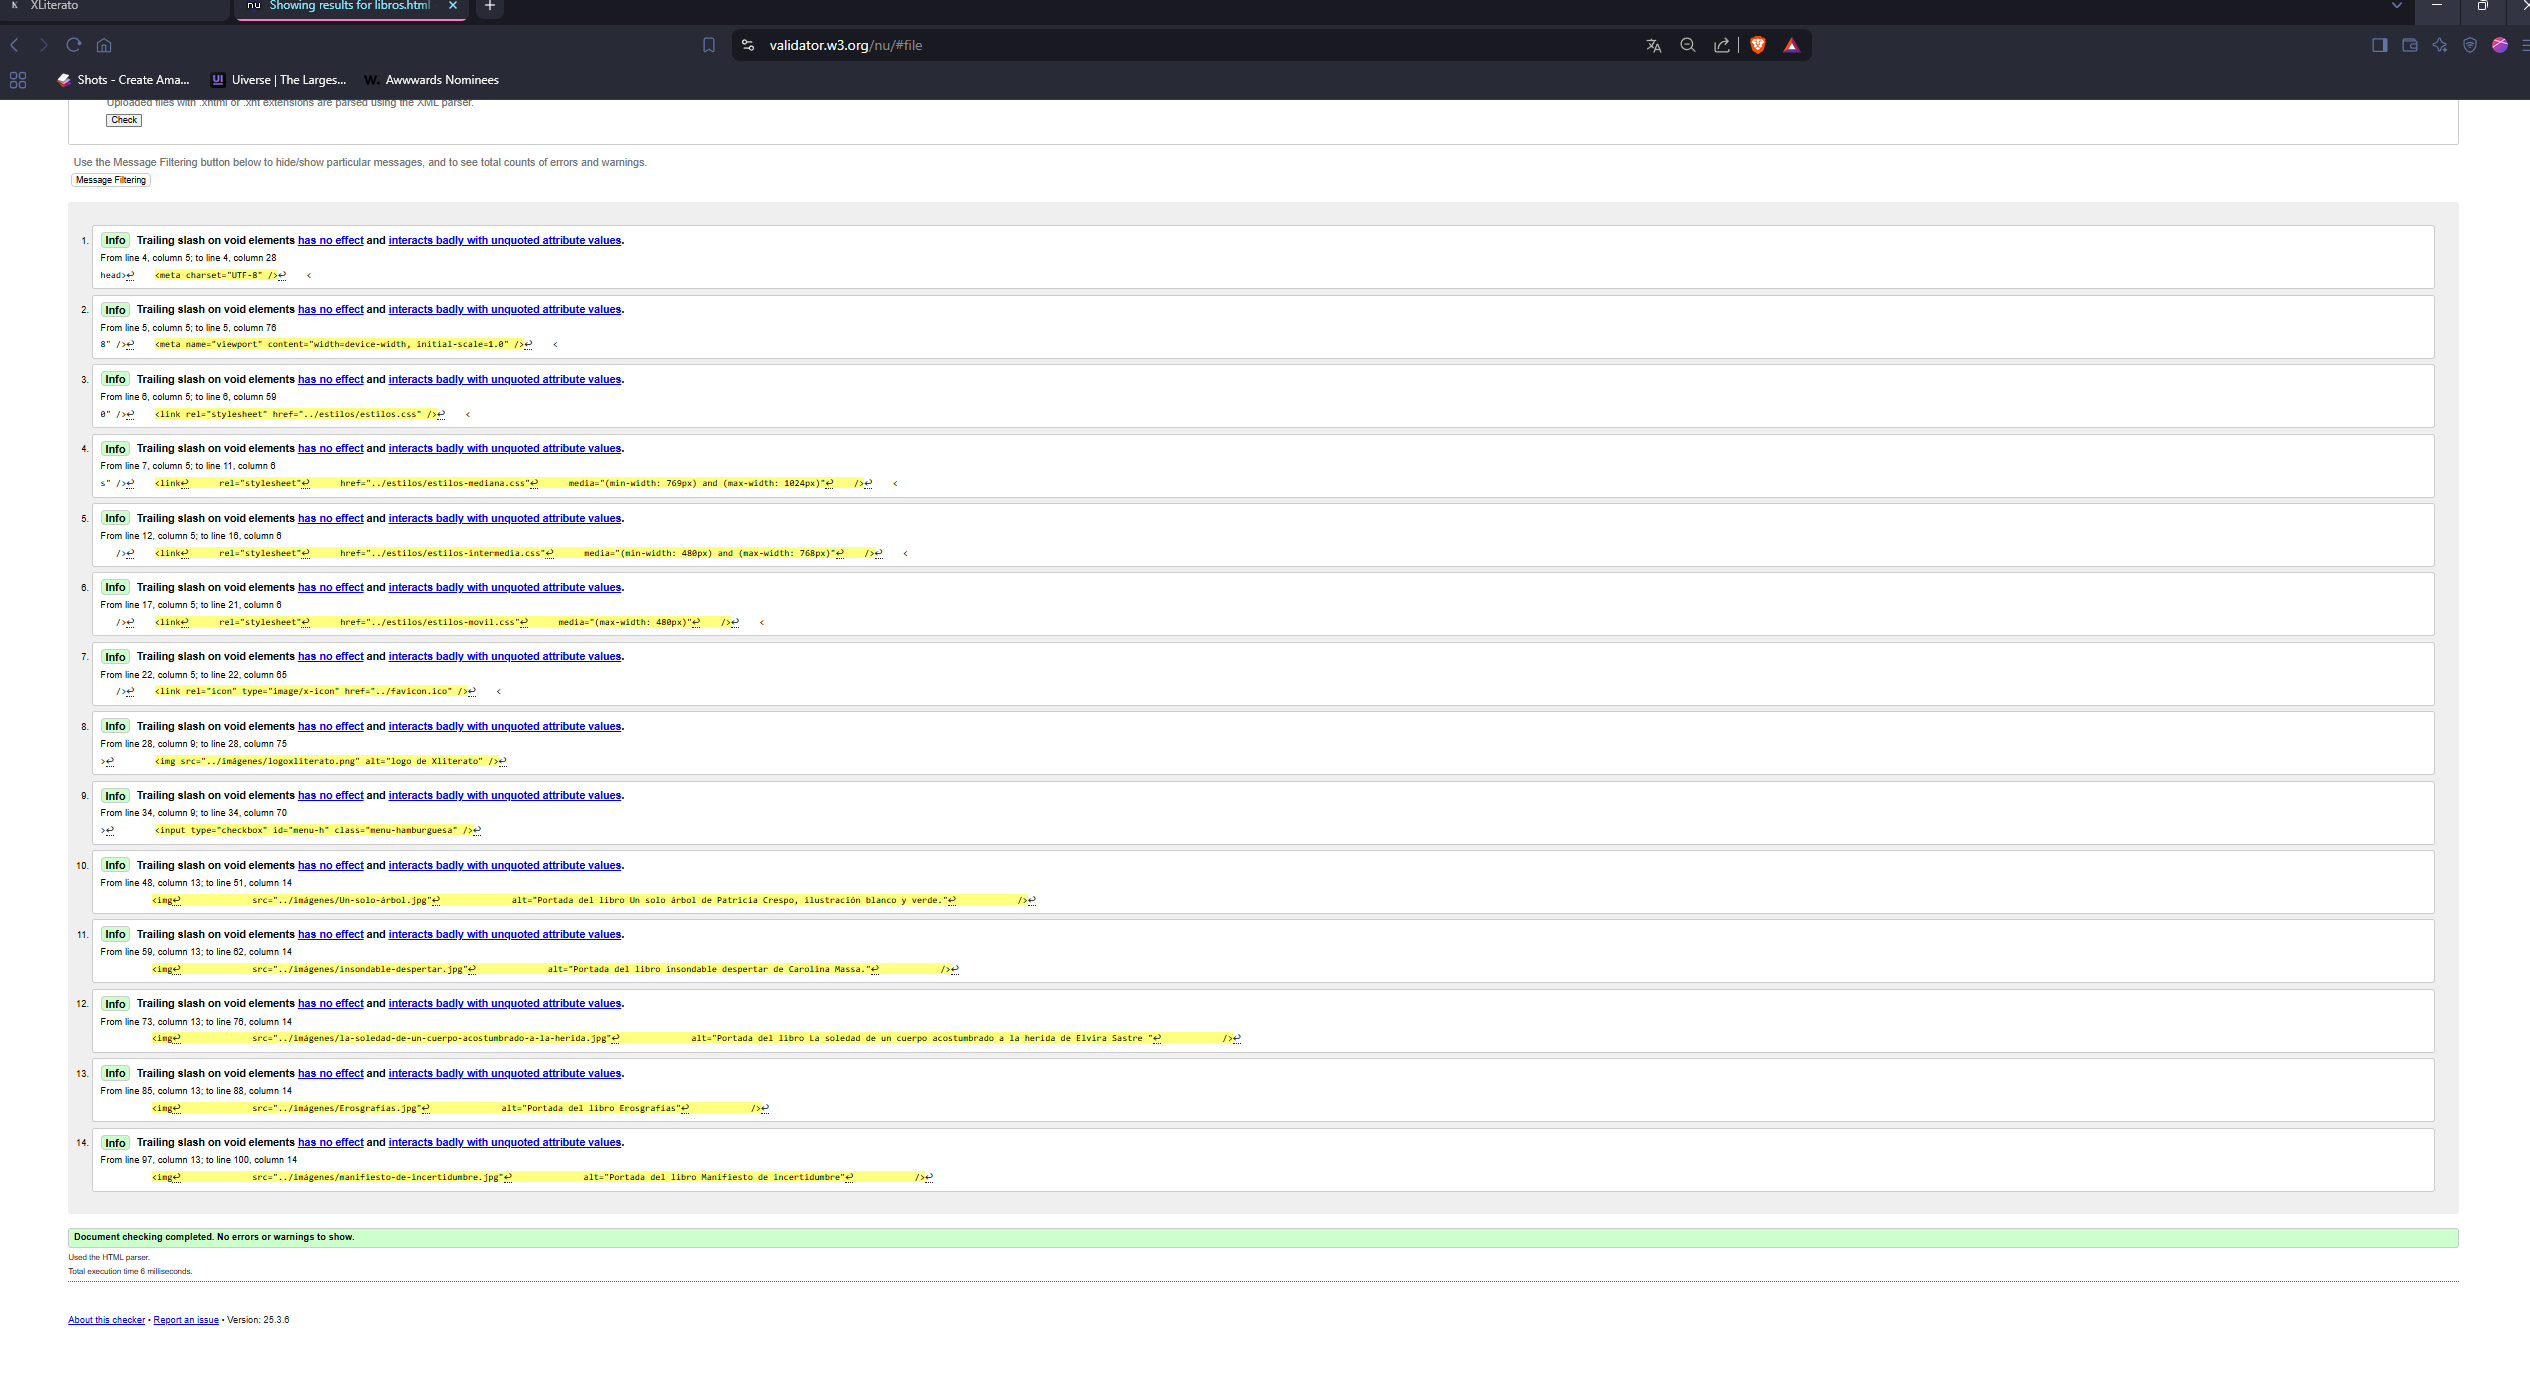 XLiterato
nu Showing results for libros.html
validator.w3.org/nu/#file
Shots - Create Ama...
UI Uiverse | The Larges...
W. Awwwards Nominees
Uploaded files with .xhtml or .xht extensions are parsed using the XML parser.
Check
Use the Message Filtering button below to hide/show particular messages, and to see total counts of errors and warnings.
Message Filtering
1. Info Trailing slash on void elements has no effect and interacts badly with unquoted attribute values.
From line 4, column 5; to line 4, column 28
head>↩ <meta charset="UTF-8" />↩ <
2. Info Trailing slash on void elements has no effect and interacts badly with unquoted attribute values.
From line 5, column 5; to line 5, column 76
8" />↩ <meta name="viewport" content="width=device-width, initial-scale=1.0" />↩ <
3. Info Trailing slash on void elements has no effect and interacts badly with unquoted attribute values.
From line 6, column 5; to line 6, column 59
0" />↩ <link rel="stylesheet" href="../estilos/estilos.css" />↩ <
4. Info Trailing slash on void elements has no effect and interacts badly with unquoted attribute values.
From line 7, column 5; to line 11, column 6
s" />↩ <link↩ rel="stylesheet"↩ href="../estilos/estilos-mediana.css"↩ media="(min-width: 769px) and (max-width: 1024px)"↩ />↩ <
5. Info Trailing slash on void elements has no effect and interacts badly with unquoted attribute values.
From line 12, column 5; to line 16, column 6
/>↩ <link↩ rel="stylesheet"↩ href="../estilos/estilos-intermedia.css"↩ media="(min-width: 480px) and (max-width: 768px)"↩ />↩ <
6. Info Trailing slash on void elements has no effect and interacts badly with unquoted attribute values.
From line 17, column 5; to line 21, column 6
/>↩ <link↩ rel="stylesheet"↩ href="../estilos/estilos-movil.css"↩ media="(max-width: 480px)"↩ />↩ <
7. Info Trailing slash on void elements has no effect and interacts badly with unquoted attribute values.
From line 22, column 5; to line 22, column 65
/>↩ <link rel="icon" type="image/x-icon" href="../favicon.ico" />↩ <
8. Info Trailing slash on void elements has no effect and interacts badly with unquoted attribute values.
From line 28, column 9; to line 28, column 75
>↩ <img src="../imágenes/logoxliterato.png" alt="logo de Xliterato" />↩
9. Info Trailing slash on void elements has no effect and interacts badly with unquoted attribute values.
From line 34, column 9; to line 34, column 70
>↩ <input type="checkbox" id="menu-h" class="menu-hamburguesa" />↩
10. Info Trailing slash on void elements has no effect and interacts badly with unquoted attribute values.
From line 48, column 13; to line 51, column 14
<img↩ src="../imágenes/Un-solo-árbol.jpg"↩ alt="Portada del libro Un solo árbol de Patricia Crespo, ilustración blanco y verde."↩ />↩
11. Info Trailing slash on void elements has no effect and interacts badly with unquoted attribute values.
From line 59, column 13; to line 62, column 14
<img↩ src="../imágenes/insondable-despertar.jpg"↩ alt="Portada del libro insondable despertar de Carolina Massa."↩ />↩
12. Info Trailing slash on void elements has no effect and interacts badly with unquoted attribute values.
From line 73, column 13; to line 76, column 14
<img↩ src="../imágenes/la-soledad-de-un-cuerpo-acostumbrado-a-la-herida.jpg"↩ alt="Portada del libro La soledad de un cuerpo acostumbrado a la herida de Elvira Sastre "↩ />↩
13. Info Trailing slash on void elements has no effect and interacts badly with unquoted attribute values.
From line 85, column 13; to line 88, column 14
<img↩ src="../imágenes/Erosgrafías.jpg"↩ alt="Portada del libro Erosgrafías"↩ />↩
14. Info Trailing slash on void elements has no effect and interacts badly with unquoted attribute values.
From line 97, column 13; to line 100, column 14
<img↩ src="../imágenes/manifiesto-de-incertidumbre.jpg"↩ alt="Portada del libro Manifiesto de incertidumbre"↩ />↩
Document checking completed. No errors or warnings to show.
Used the HTML parser.
Total execution time 6 milliseconds.
About this checker • Report an issue • Version: 25.3.6